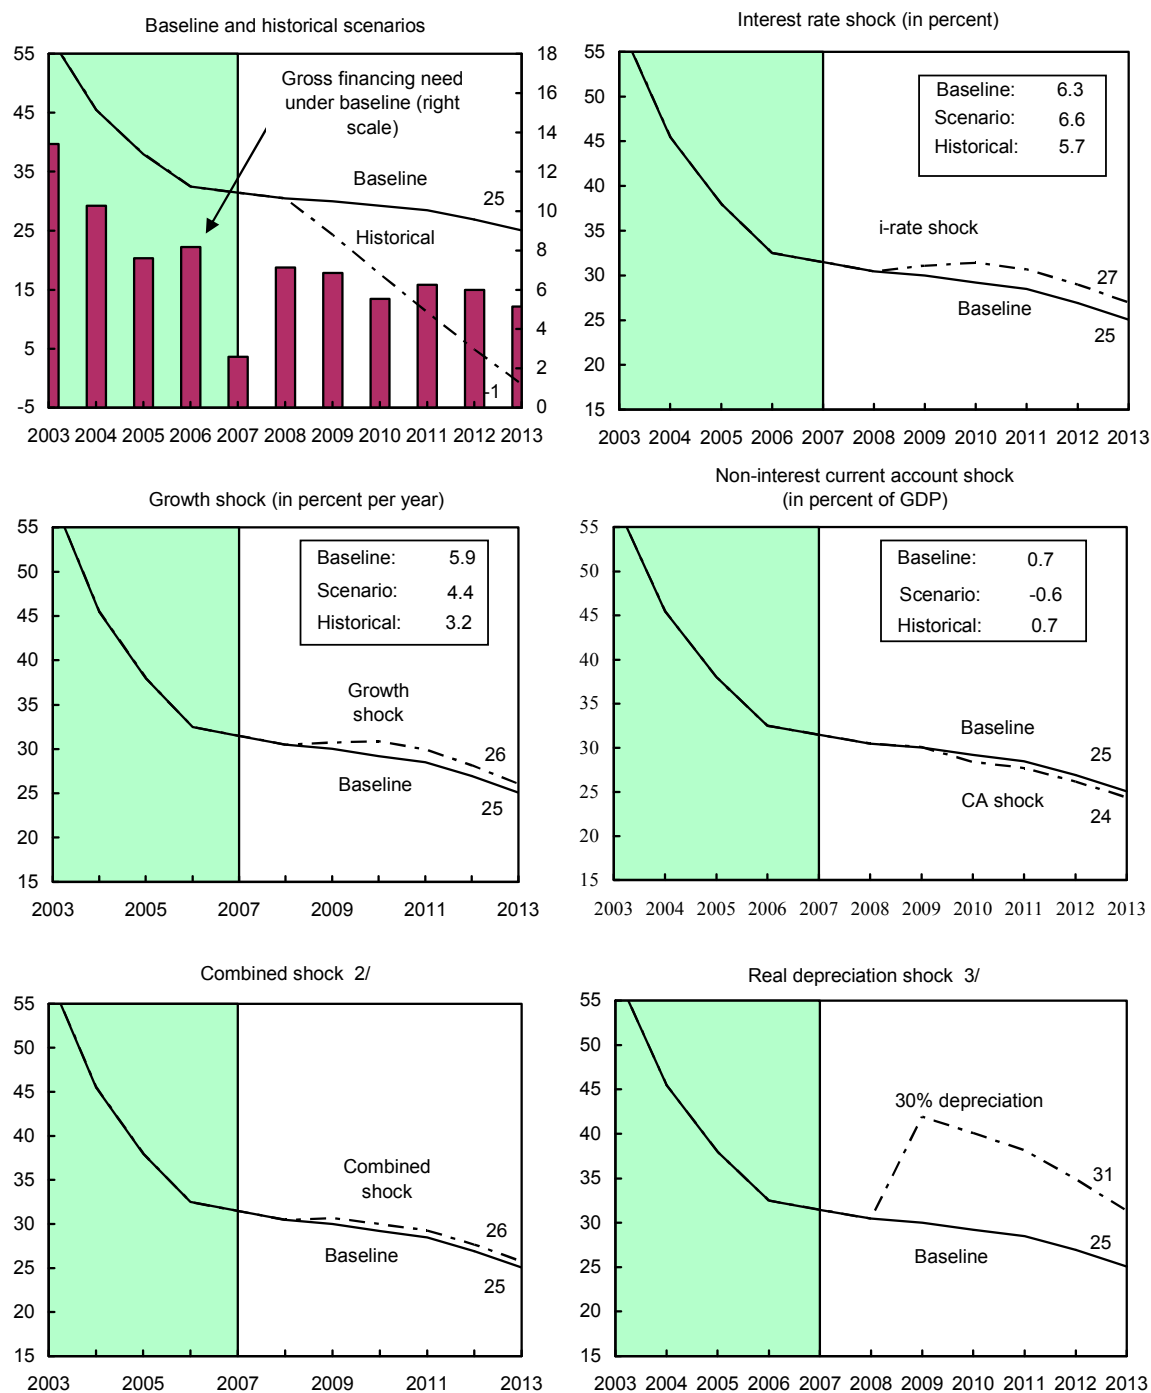 Baseline and historical scenarios
55
45
35
25
15
5
-5
18
16
14
12
10
8
6
4
2
0
Gross financing need
under baseline (right
scale)
Baseline
25
Historical
-1
2003 2004 2005 2006 2007 2008 2009 2010 2011 2012 2013
Interest rate shock (in percent)
55
50
45
40
35
30
25
20
15
Baseline: 6.3
Scenario: 6.6
Historical: 5.7
i-rate shock
27
Baseline
25
2003 2004 2005 2006 2007 2008 2009 2010 2011 2012 2013
Growth shock (in percent per year)
55
50
45
40
35
30
25
20
15
Baseline: 5.9
Scenario: 4.4
Historical: 3.2
Growth
shock
26
Baseline
25
2003 2005 2007 2009 2011 2013
Non-interest current account shock
(in percent of GDP)
55
50
45
40
35
30
25
20
15
Baseline: 0.7
Scenario: -0.6
Historical: 0.7
Baseline
25
CA shock
24
2003 2004 2005 2006 2007 2008 2009 2010 2011 2012 2013
Combined shock 2/
55
50
45
40
35
30
25
20
15
Combined
shock
26
Baseline
25
2003 2005 2007 2009 2011 2013
Real depreciation shock 3/
55
50
45
40
35
30
25
20
15
30% depreciation
31
25
Baseline
2003 2005 2007 2009 2011 2013